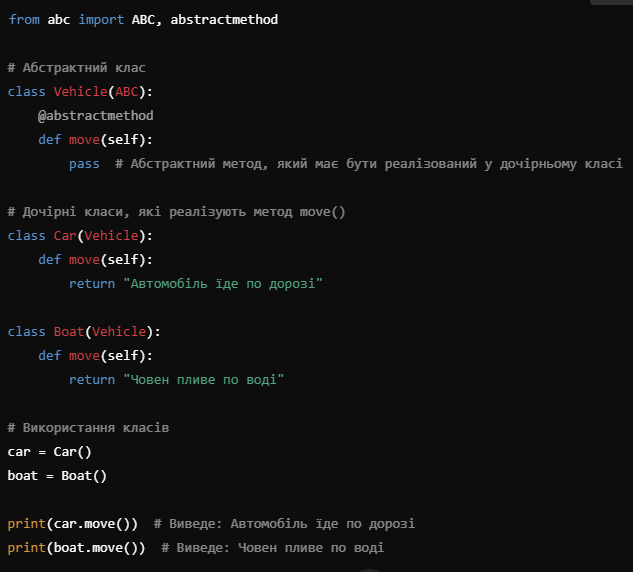 from abc import ABC, abstractmethod
# Абстрактний клас
class Vehicle(ABC):
    @abstractmethod
    def move(self):
        pass  # Абстрактний метод, який має бути реалізований у дочірньому класі
# Дочірні класи, які реалізують метод move()
class Car(Vehicle):
    def move(self):
        return "Автомобіль їде по дорозі"
class Boat(Vehicle):
    def move(self):
        return "Човен пливе по воді"
# Використання класів
car = Car()
boat = Boat()
print(car.move())  # Виведе: Автомобіль їде по дорозі
print(boat.move())  # Виведе: Човен пливе по воді